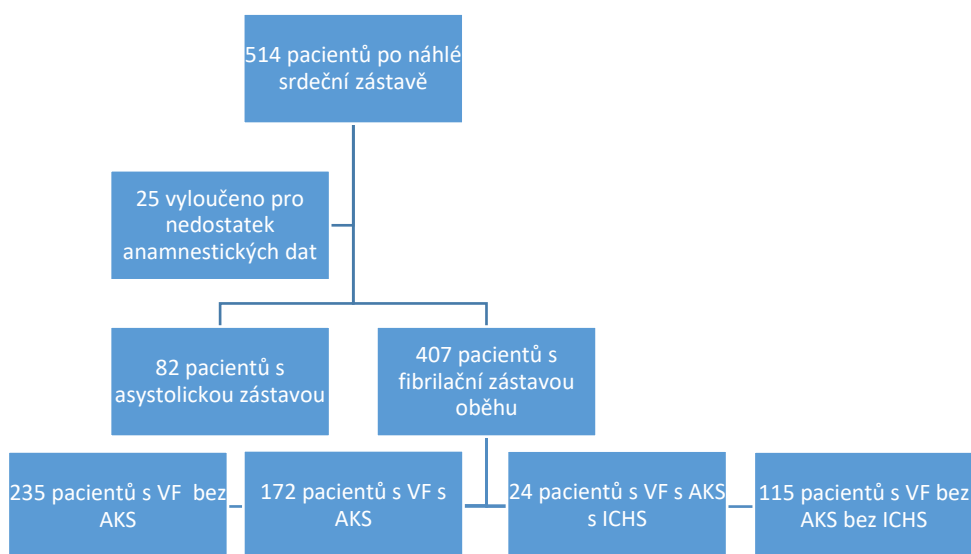 514 pacientů po náhlé
srdeční zástavě
25 vyloučeno pro
nedostatek
anamnestických dat
82 pacientů s
asystolickou zástavou
407 pacientů s
fibrilační zástavou
oběhu
235 pacientů s VF bez
AKS
172 pacientů s VF s
AKS
24 pacientů s VF s AKS
s ICHS
115 pacientů s VF bez
AKS bez ICHS